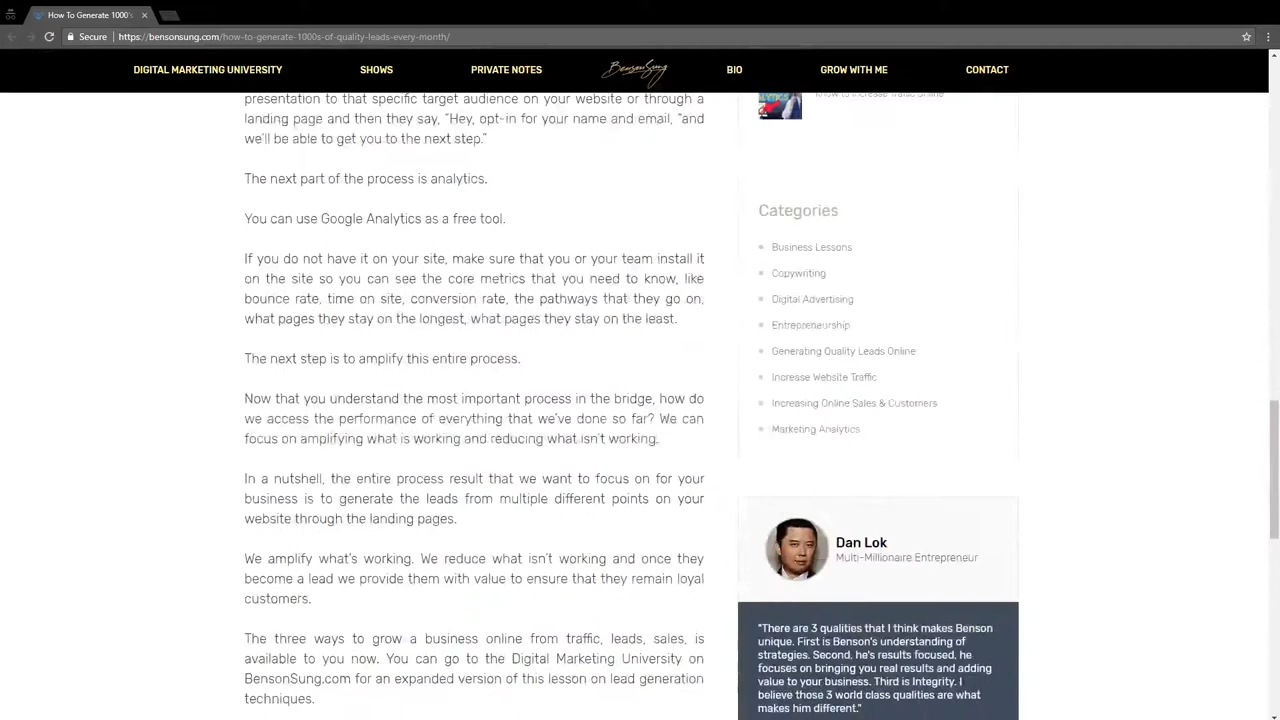 How To Generate 1000's
Secure
https://bensonsung.com/how-to-generate-1000s-of-quality-leads-every-month/
DIGITAL MARKETING UNIVERSITY
SHOWS
PRIVATE NOTES
BensonSung
BIO
GROW WITH ME
CONTACT
presentation to that specific target audience on your website or through a
landing page and then they say, “Hey, opt-in for your name and email, “and
we’ll be able to get you to the next step.”
The next part of the process is analytics.
You can use Google Analytics as a free tool.
If you do not have it on your site, make sure that you or your team install it
on the site so you can see the core metrics that you need to know, like
bounce rate, time on site, conversion rate, the pathways that they go on,
what pages they stay on the longest, what pages they stay on the least.
The next step is to amplify this entire process.
Now that you understand the most important process in the bridge, how do
we access the performance of everything that we’ve done so far? We can
focus on amplifying what is working and reducing what isn’t working.
In a nutshell, the entire process result that we want to focus on for your
business is to generate the leads from multiple different points on your
website through the landing pages.
We amplify what’s working. We reduce what isn’t working and once they
become a lead we provide them with value to ensure that they remain loyal
customers.
The three ways to grow a business online from traffic, leads, sales, is
available to you now. You can go to the Digital Marketing University on
BensonSung.com for an expanded version of this lesson on lead generation
techniques.
Know to Increase Traffic Online
Categories
Business Lessons
Copywriting
Digital Advertising
Entrepreneurship
Generating Quality Leads Online
Increase Website Traffic
Increasing Online Sales & Customers
Marketing Analytics
Dan Lok
Multi-Millionaire Entrepreneur
"There are 3 qualities that I think makes Benson
unique. First is Benson's understanding of
strategies. Second, he's results focused, he
focuses on bringing you real results and adding
value to your business. Third is Integrity. I
believe those 3 world class qualities are what
makes him different."